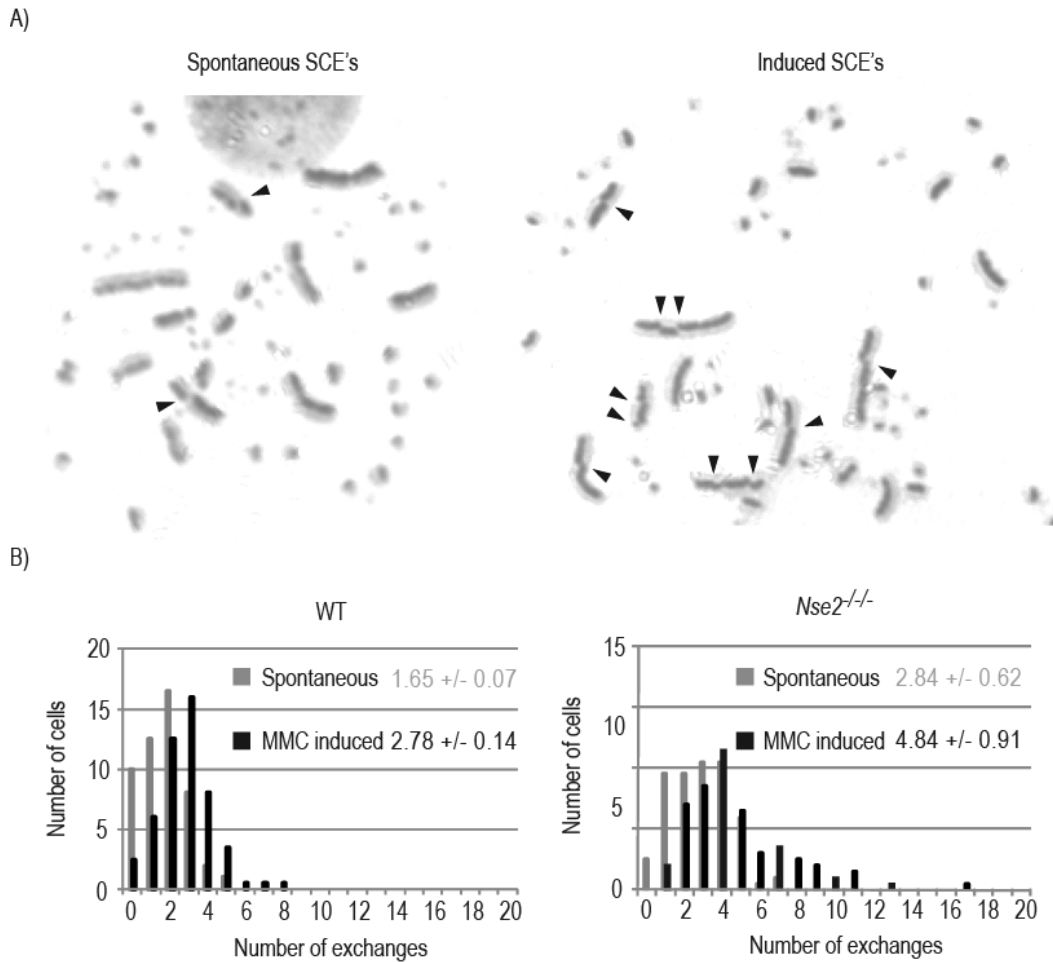 A)
Spontaneous SCE's
Induced SCE's
B)
WT
20
15
10
5
0
Number of cells
Spontaneous 1.65 +/- 0.07
MMC induced 2.78 +/- 0.14
0 2 4 6 8 10 12 14 16 18 20
Number of exchanges
Nse2-/-/-
15
10
5
0
Number of cells
Spontaneous 2.84 +/- 0.62
MMC induced 4.84 +/- 0.91
0 2 4 6 8 10 12 14 16 18 20
Number of exchanges